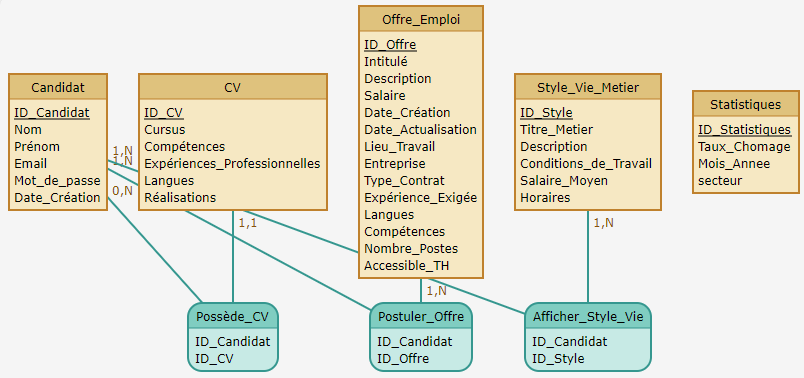 Candidat
ID_Candidat
Nom
Prénom
Email
Mot_de_passe
Date_Création
CV
ID_CV
Cursus
Compétences
Expériences_Professionnelles
Langues
Réalisations
Offre_Emploi
ID_Offre
Intitulé
Description
Salaire
Date_Création
Date_Actualisation
Lieu_Travail
Entreprise
Type_Contrat
Expérience_Exigée
Langues
Compétences
Nombre_Postes
Accessible_TH
Style_Vie_Metier
ID_Style
Titre_Metier
Description
Conditions_de_Travail
Salaire_Moyen
Horaires
Statistiques
ID_Statistiques
Taux_Chomage
Mois_Annee
secteur
1,N
1,N
0,N
1,1
1,N
1,N
Possède_CV
ID_Candidat
ID_CV
Postuler_Offre
ID_Candidat
ID_Offre
Afficher_Style_Vie
ID_Candidat
ID_Style